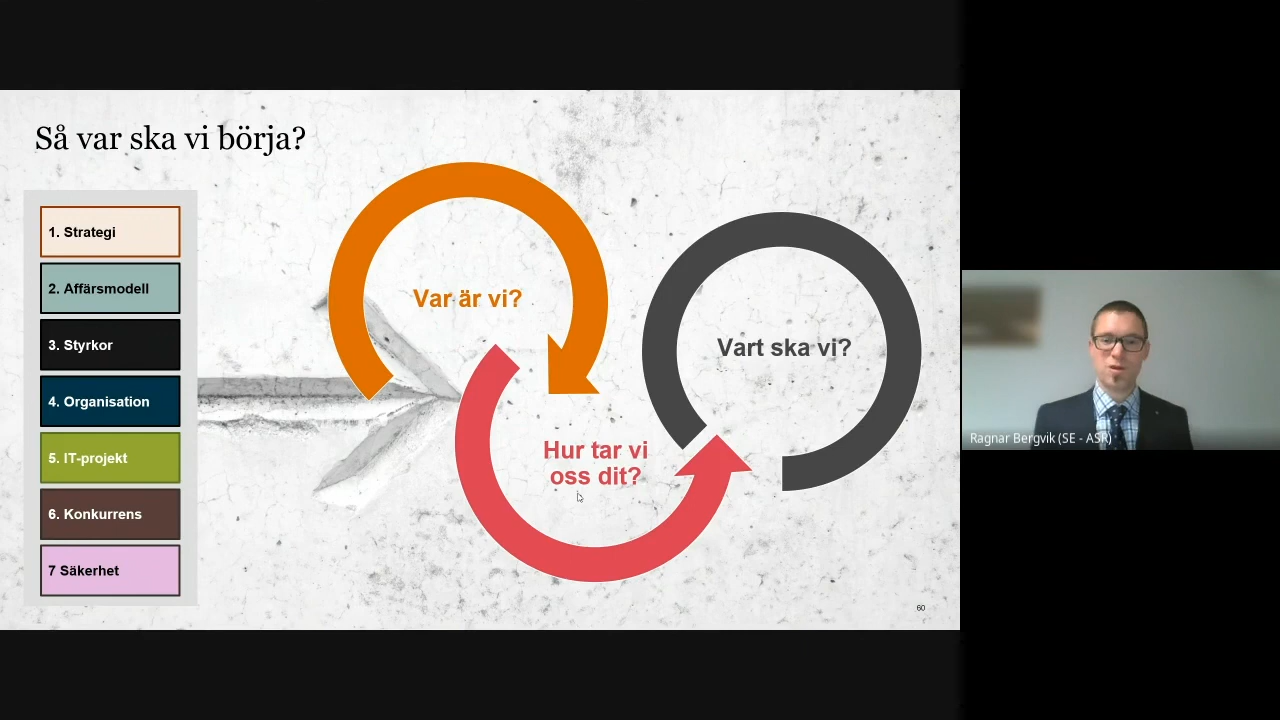 Så var ska vi börja?
1. Strategi
2. Affärsmodell
3. Styrkor
4. Organisation
5. IT-projekt
6. Konkurrens
7 Säkerhet
Var är vi?
Hur tar vi
oss dit?
Vart ska vi?
60
Ragnar Bergvik (SE - ASR)